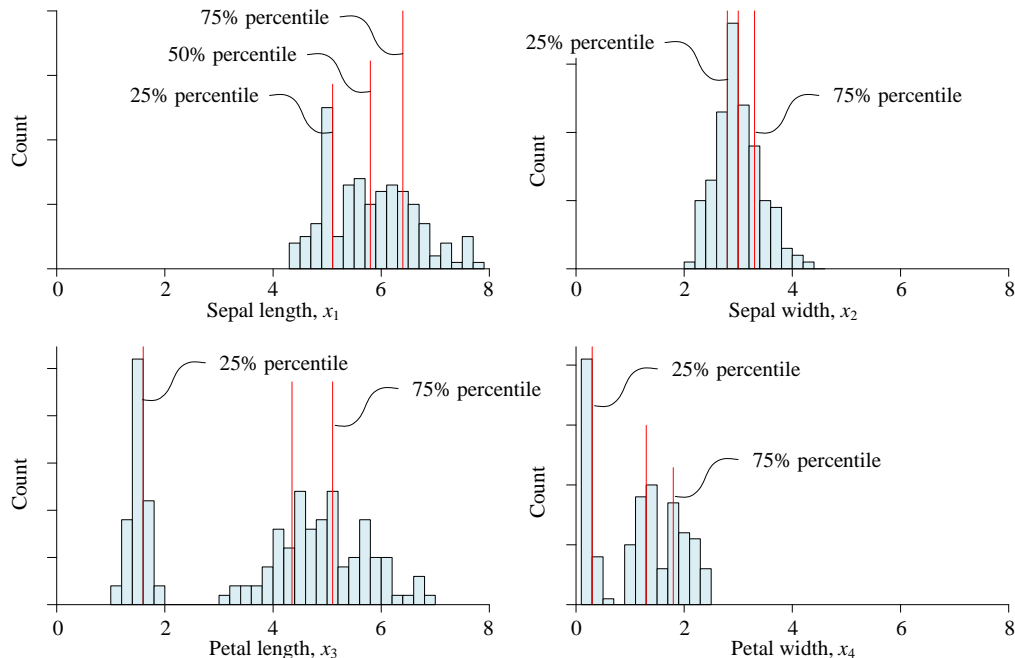 75% percentile
50% percentile
25% percentile
Count
0 2 4 6 8
Sepal length, x1
25% percentile
75% percentile
Count
0 2 4 6 8
Sepal width, x2
25% percentile
75% percentile
Count
0 2 4 6 8
Petal length, x3
25% percentile
75% percentile
Count
0 2 4 6 8
Petal width, x4